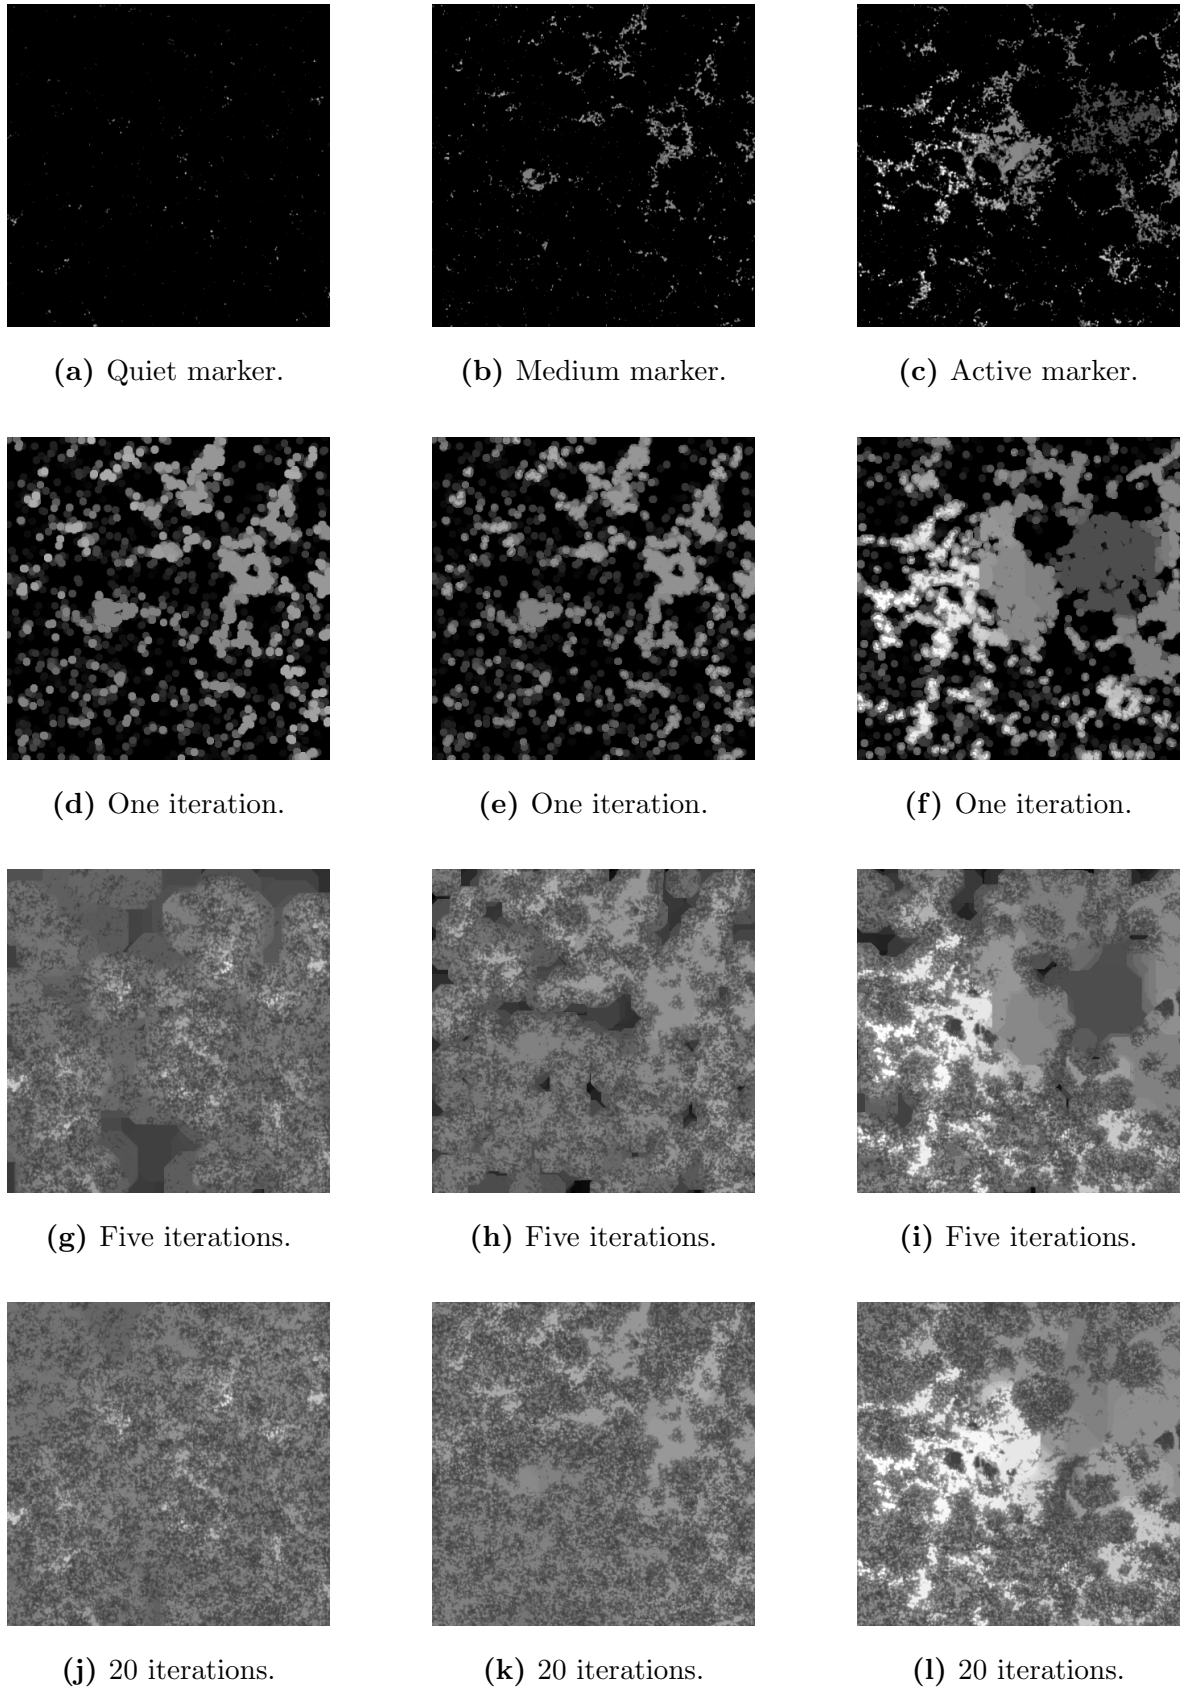 (a) Quiet marker.
(b) Medium marker.
(c) Active marker.
(d) One iteration.
(e) One iteration.
(f) One iteration.
(g) Five iterations.
(h) Five iterations.
(i) Five iterations.
(j) 20 iterations.
(k) 20 iterations.
(l) 20 iterations.